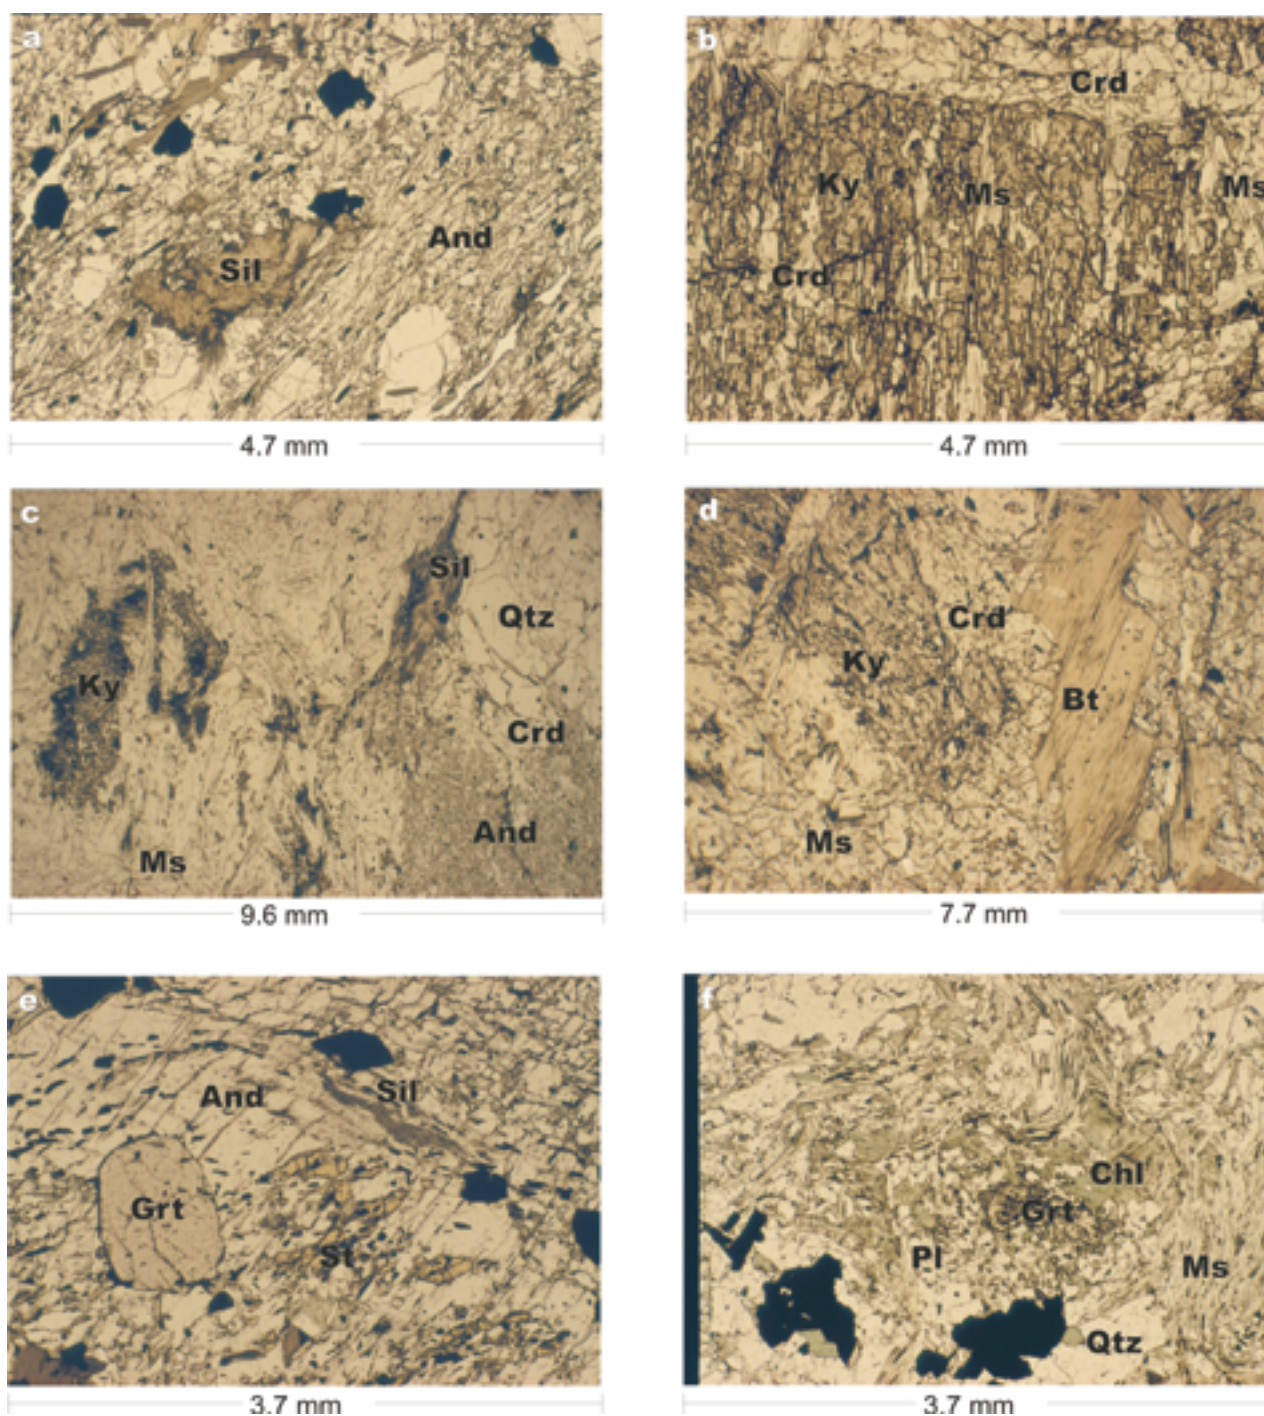 a
And
Sil
4.7 mm
b
Crd
Ky
Ms
Ms
Crd
4.7 mm
c
Sil
Qtz
Ky
Crd
And
Ms
9.6 mm
d
Crd
Ky
Bt
Ms
7.7 mm
e
Sil
And
Grt
St
3.7 mm
f
Chl
Grt
Pl
Ms
Qtz
3.7 mm